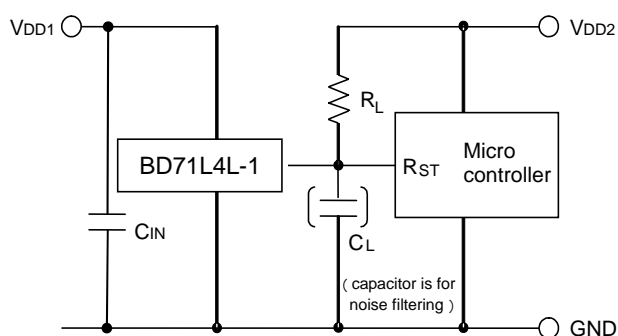 VDD1
VDD2
RL
BD71L4L-1
RST
Micro
controller
CIN
CL
( capacitor is for
noise filtering )
GND